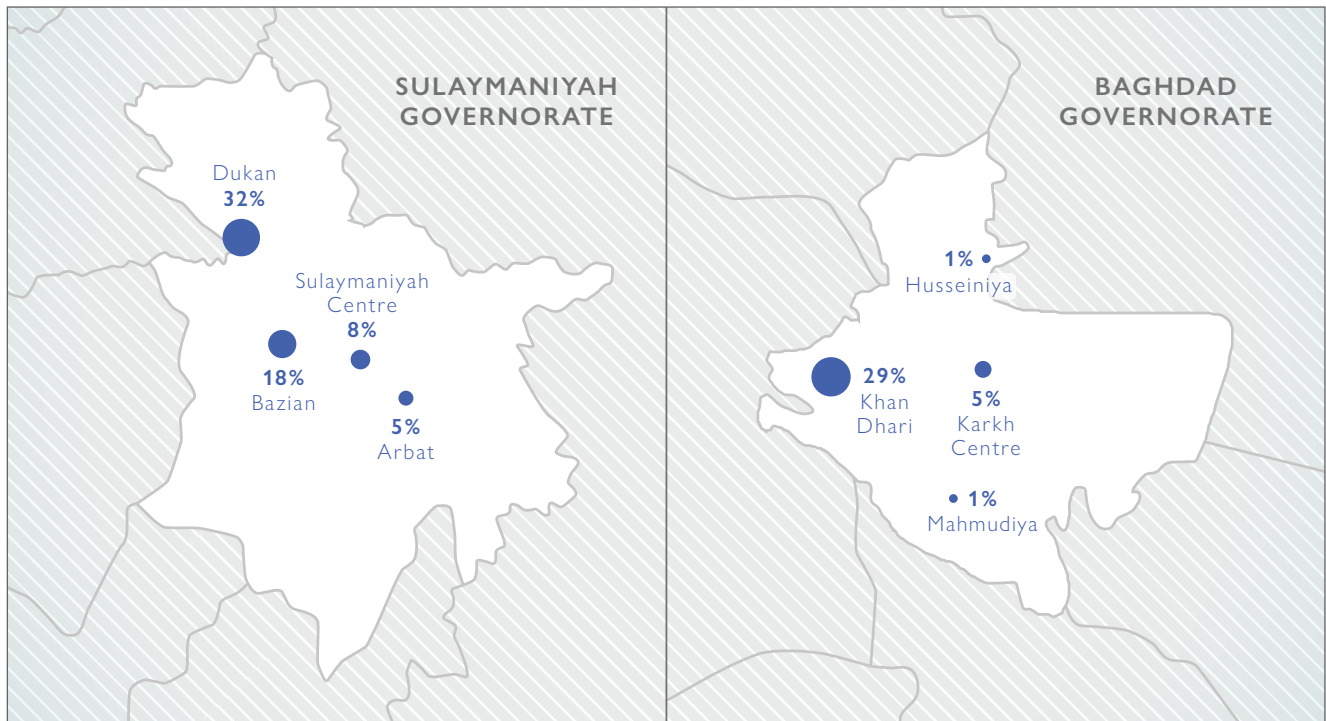 SULAYMANIYAH
GOVERNORATE
Dukan
32%
Sulaymaniyah
Centre
8%
18%
Bazian
5%
Arbat
BAGHDAD
GOVERNORATE
1%
Husseiniya
29%
Khan
Dhari
5%
Karkh
Centre
1%
Mahmudiya